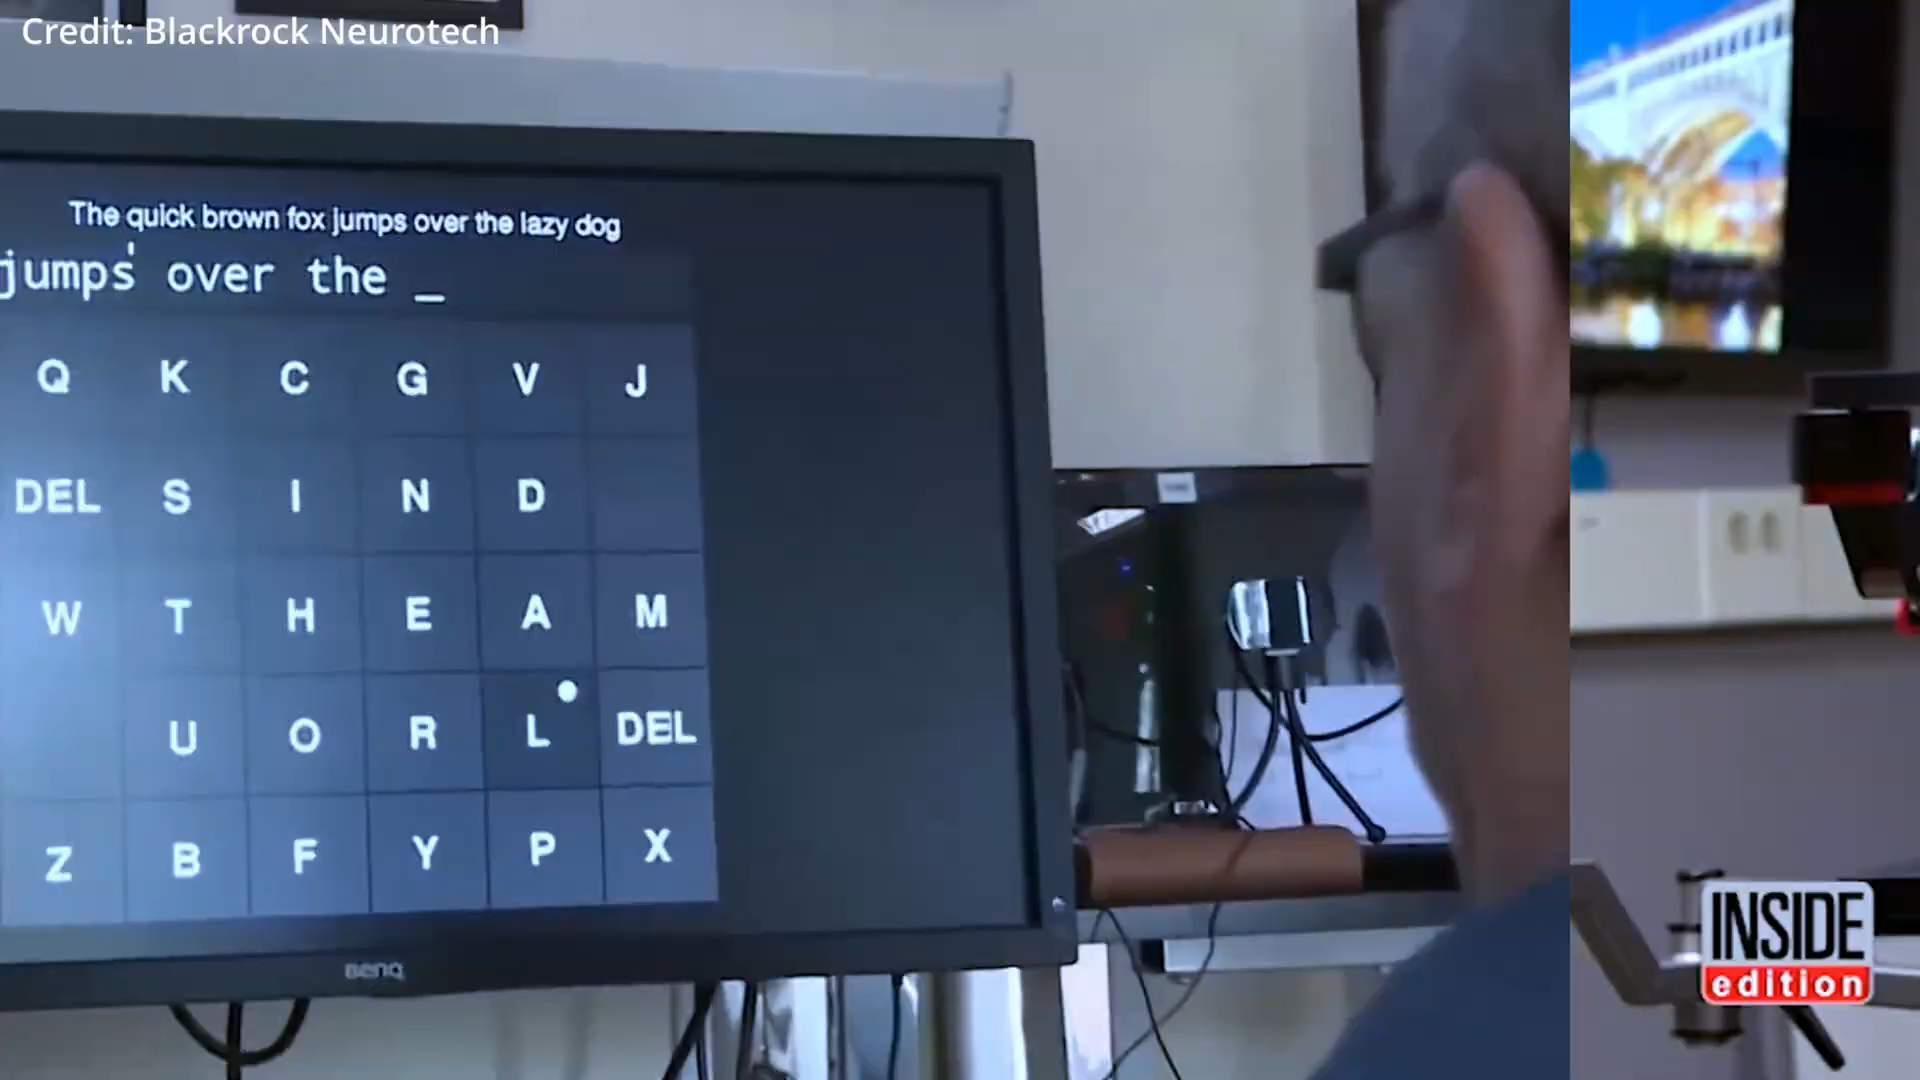 Credit: Blackrock Neurotech
The quick brown fox jumps over the lazy dog
jumps' over the _
Q K C G V J
DEL S I N D
W T H E A M
U O R L DEL
Z B F Y P X
BenQ
INSIDE
edition